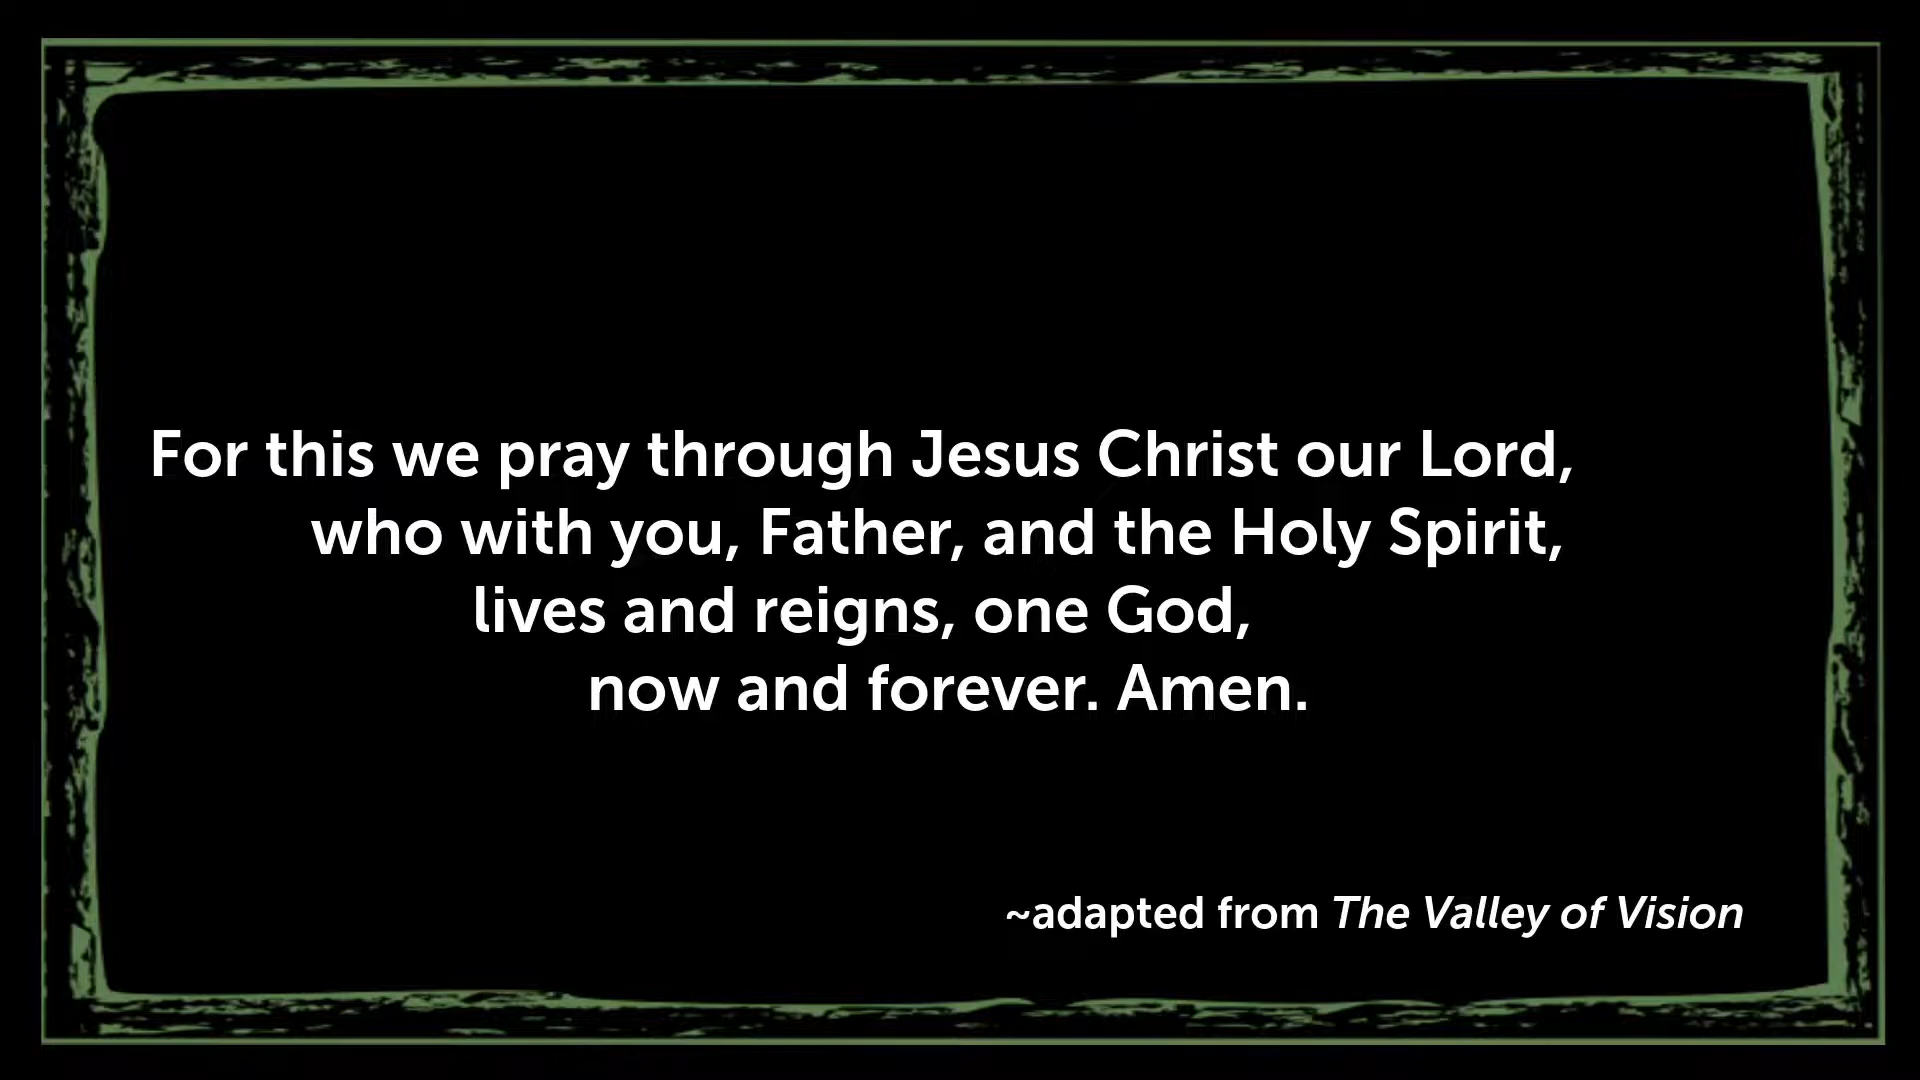 For this we pray through Jesus Christ our Lord,
who with you, Father, and the Holy Spirit,
lives and reigns, one God,
now and forever. Amen.
~adapted from The Valley of Vision